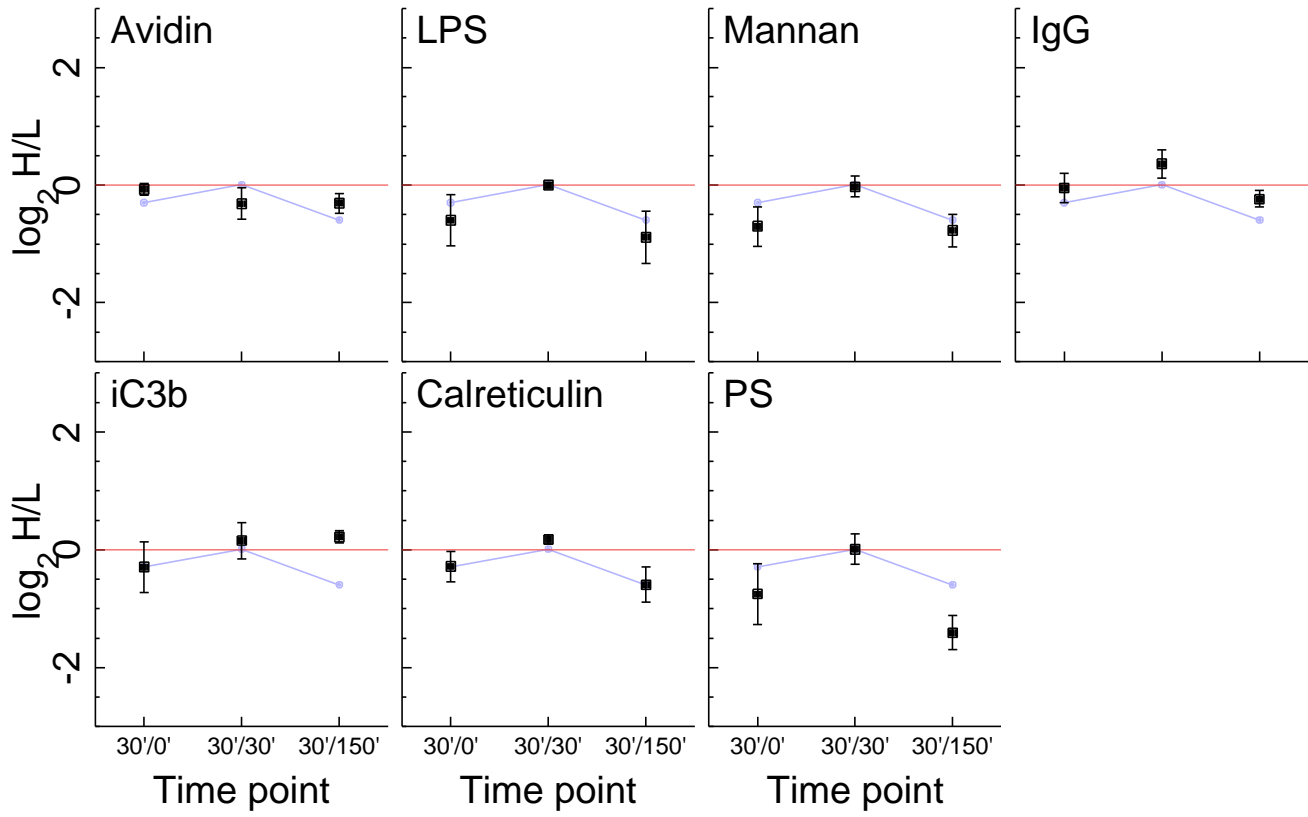 Avidin
LPS
Mannan
IgG
2
0
-2
log2 H/L
iC3b
Calreticulin
PS
2
0
-2
log2 H/L
30'/0' 30'/30' 30'/150'
30'/0' 30'/30' 30'/150'
30'/0' 30'/30' 30'/150'
Time point
Time point
Time point